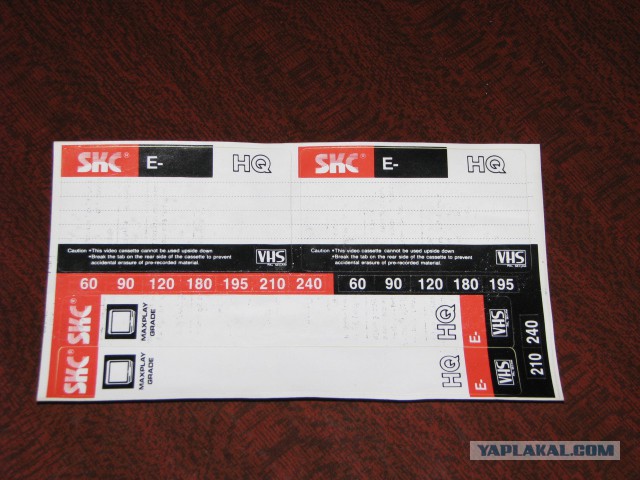 SKC® E- HQ SKC® E- HQ
Caution •This video cassette cannot be used upside down Caution •This video cassette cannot be used upside down
•Break the tab on the rear side of the cassette to prevent •Break the tab on the rear side of the cassette to prevent
accidental erasure of pre-recorded material. VHS accidental erasure of pre-recorded material. VHS
60 90 120 180 195 210 240 60 90 120 180 195
SKC® MAXPLAY GRADE HQ E- VHS 240
SKC® MAXPLAY GRADE HQ E- VHS 210
YAPLAKAL.COM